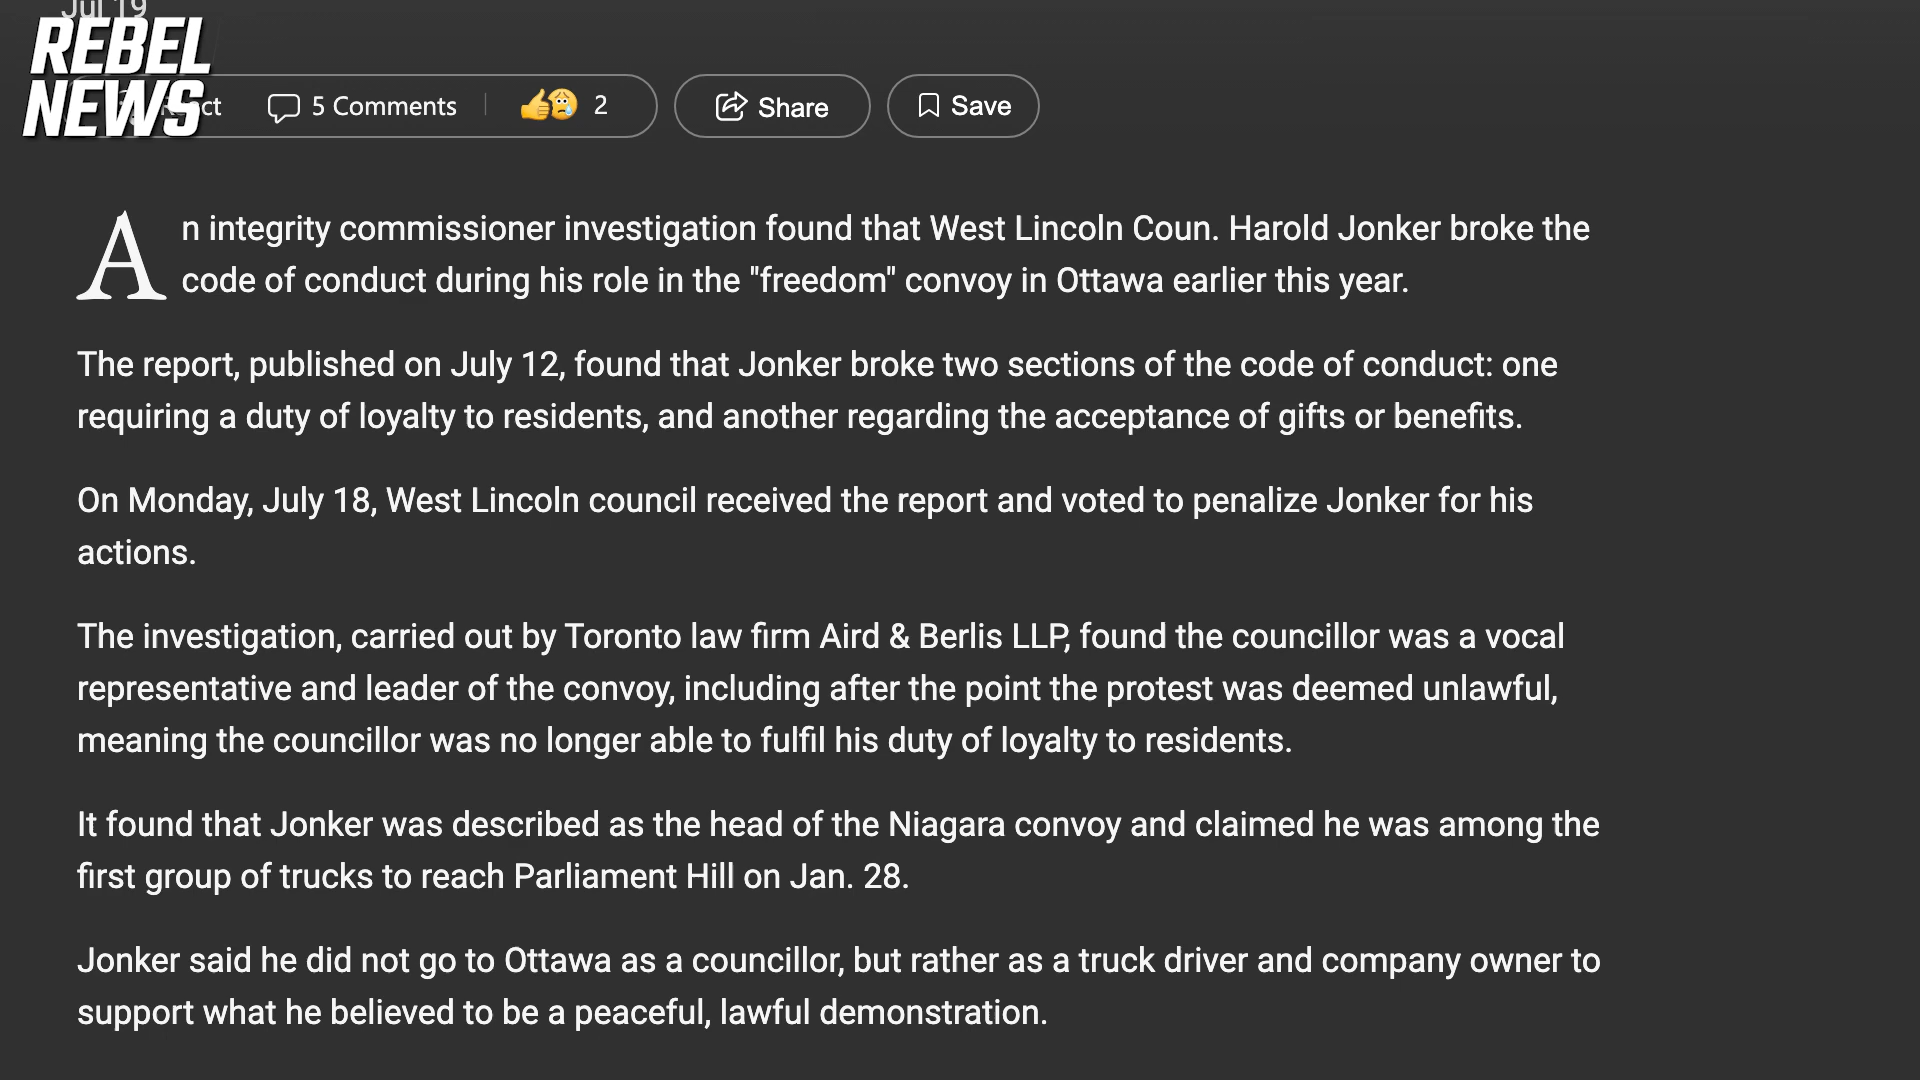 Jul 19
REBEL
NEWS
5 Comments
2
Share
Save
An integrity commissioner investigation found that West Lincoln Coun. Harold Jonker broke the
code of conduct during his role in the "freedom" convoy in Ottawa earlier this year.
The report, published on July 12, found that Jonker broke two sections of the code of conduct: one
requiring a duty of loyalty to residents, and another regarding the acceptance of gifts or benefits.
On Monday, July 18, West Lincoln council received the report and voted to penalize Jonker for his
actions.
The investigation, carried out by Toronto law firm Aird & Berlis LLP, found the councillor was a vocal
representative and leader of the convoy, including after the point the protest was deemed unlawful,
meaning the councillor was no longer able to fulfil his duty of loyalty to residents.
It found that Jonker was described as the head of the Niagara convoy and claimed he was among the
first group of trucks to reach Parliament Hill on Jan. 28.
Jonker said he did not go to Ottawa as a councillor, but rather as a truck driver and company owner to
support what he believed to be a peaceful, lawful demonstration.